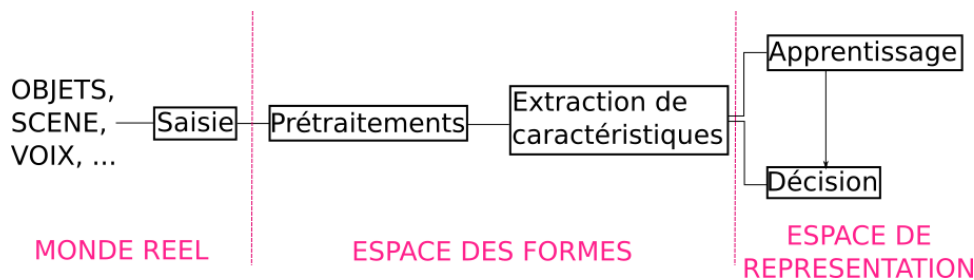 OBJETS,
SCENE,
VOIX, ...
Saisie
Prétraitements
Extraction de
caractéristiques
Apprentissage
Décision
MONDE REEL
ESPACE DES FORMES
ESPACE DE
REPRESENTATION